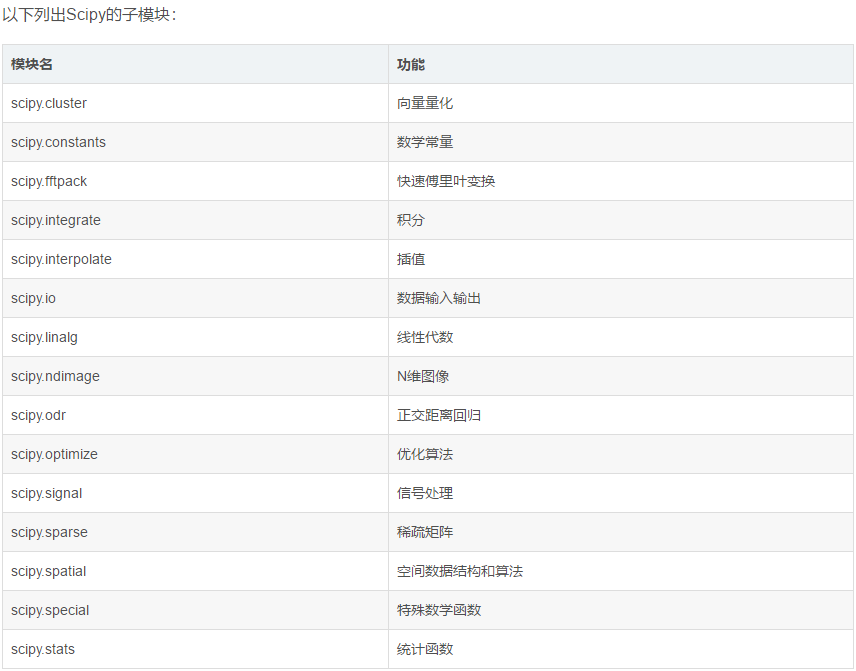 以下列出Scipy的子模块：
模块名 功能
scipy.cluster 向量量化
scipy.constants 数学常量
scipy.fftpack 快速傅里叶变换
scipy.integrate 积分
scipy.interpolate 插值
scipy.io 数据输入输出
scipy.linalg 线性代数
scipy.ndimage N维图像
scipy.odr 正交距离回归
scipy.optimize 优化算法
scipy.signal 信号处理
scipy.sparse 稀疏矩阵
scipy.spatial 空间数据结构和算法
scipy.special 特殊数学函数
scipy.stats 统计函数